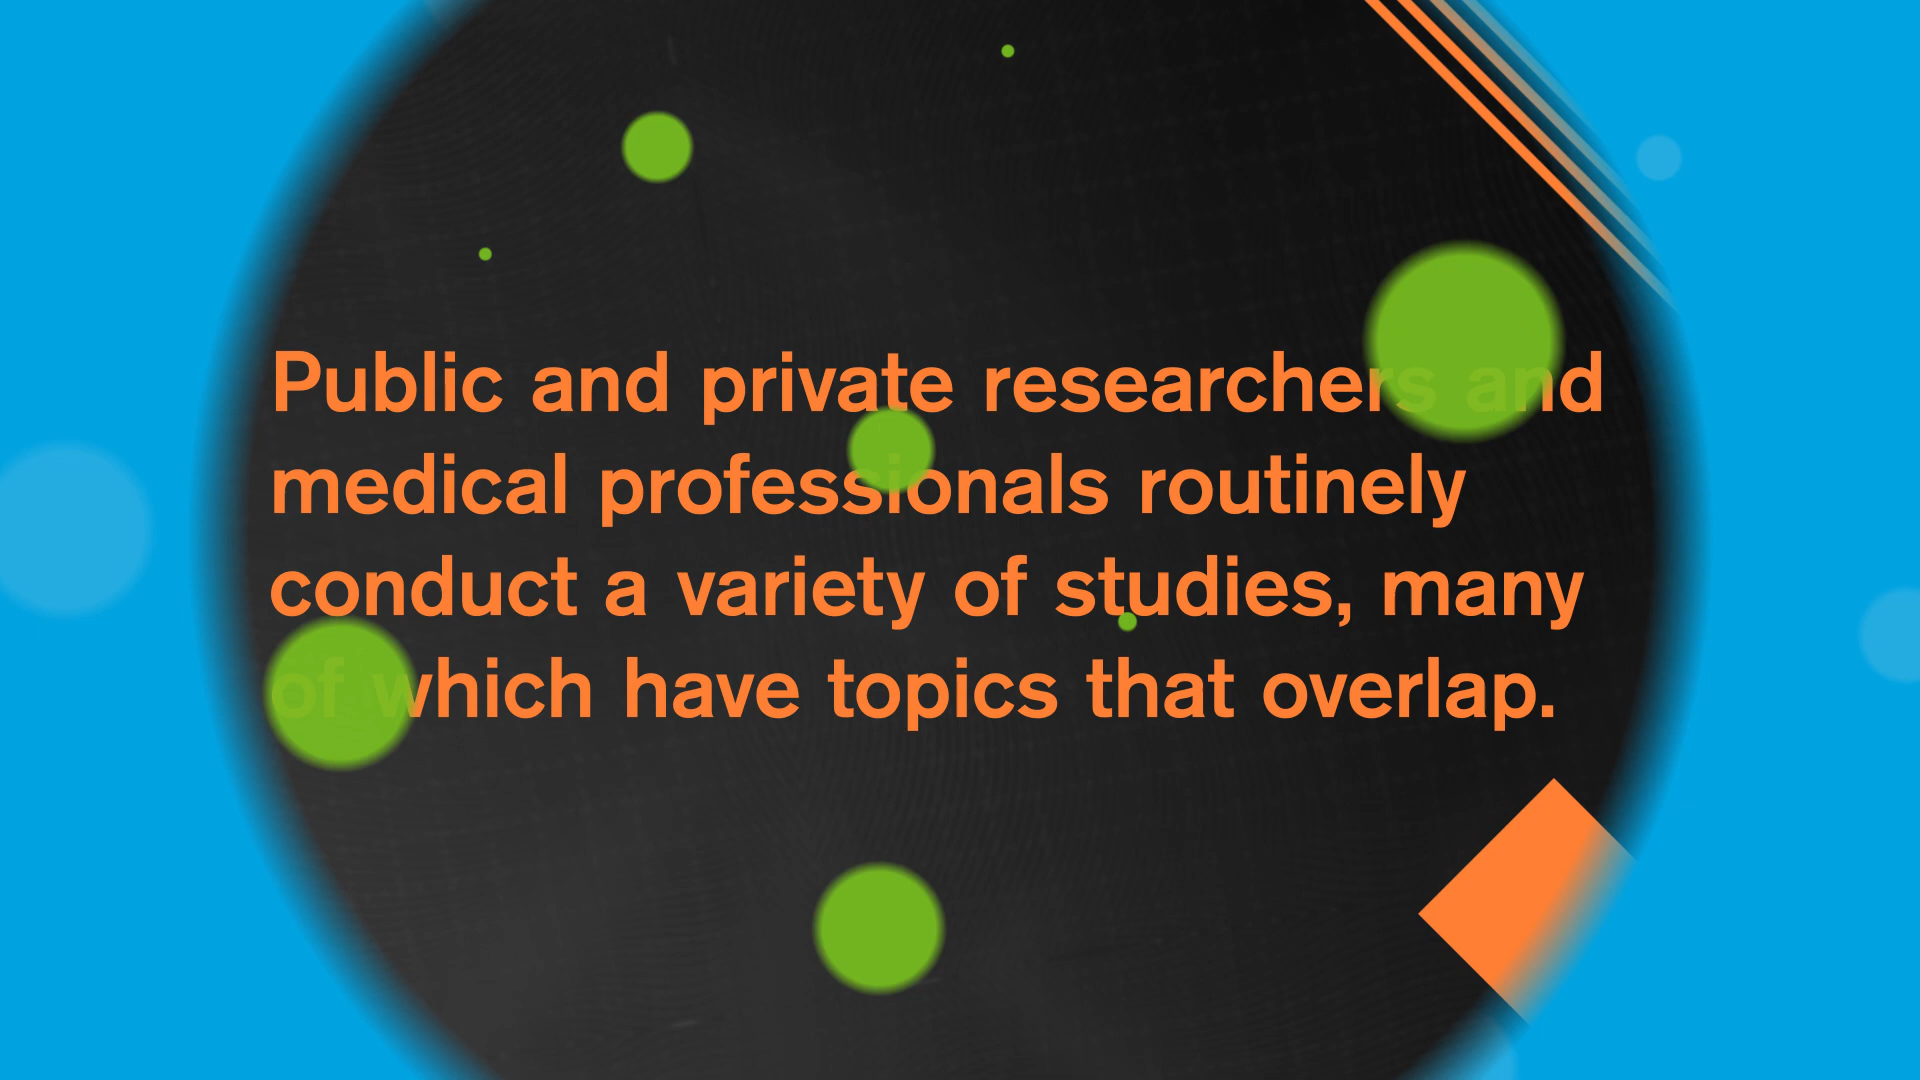 Public and private researchers and
medical professionals routinely
conduct a variety of studies, many
of which have topics that overlap.